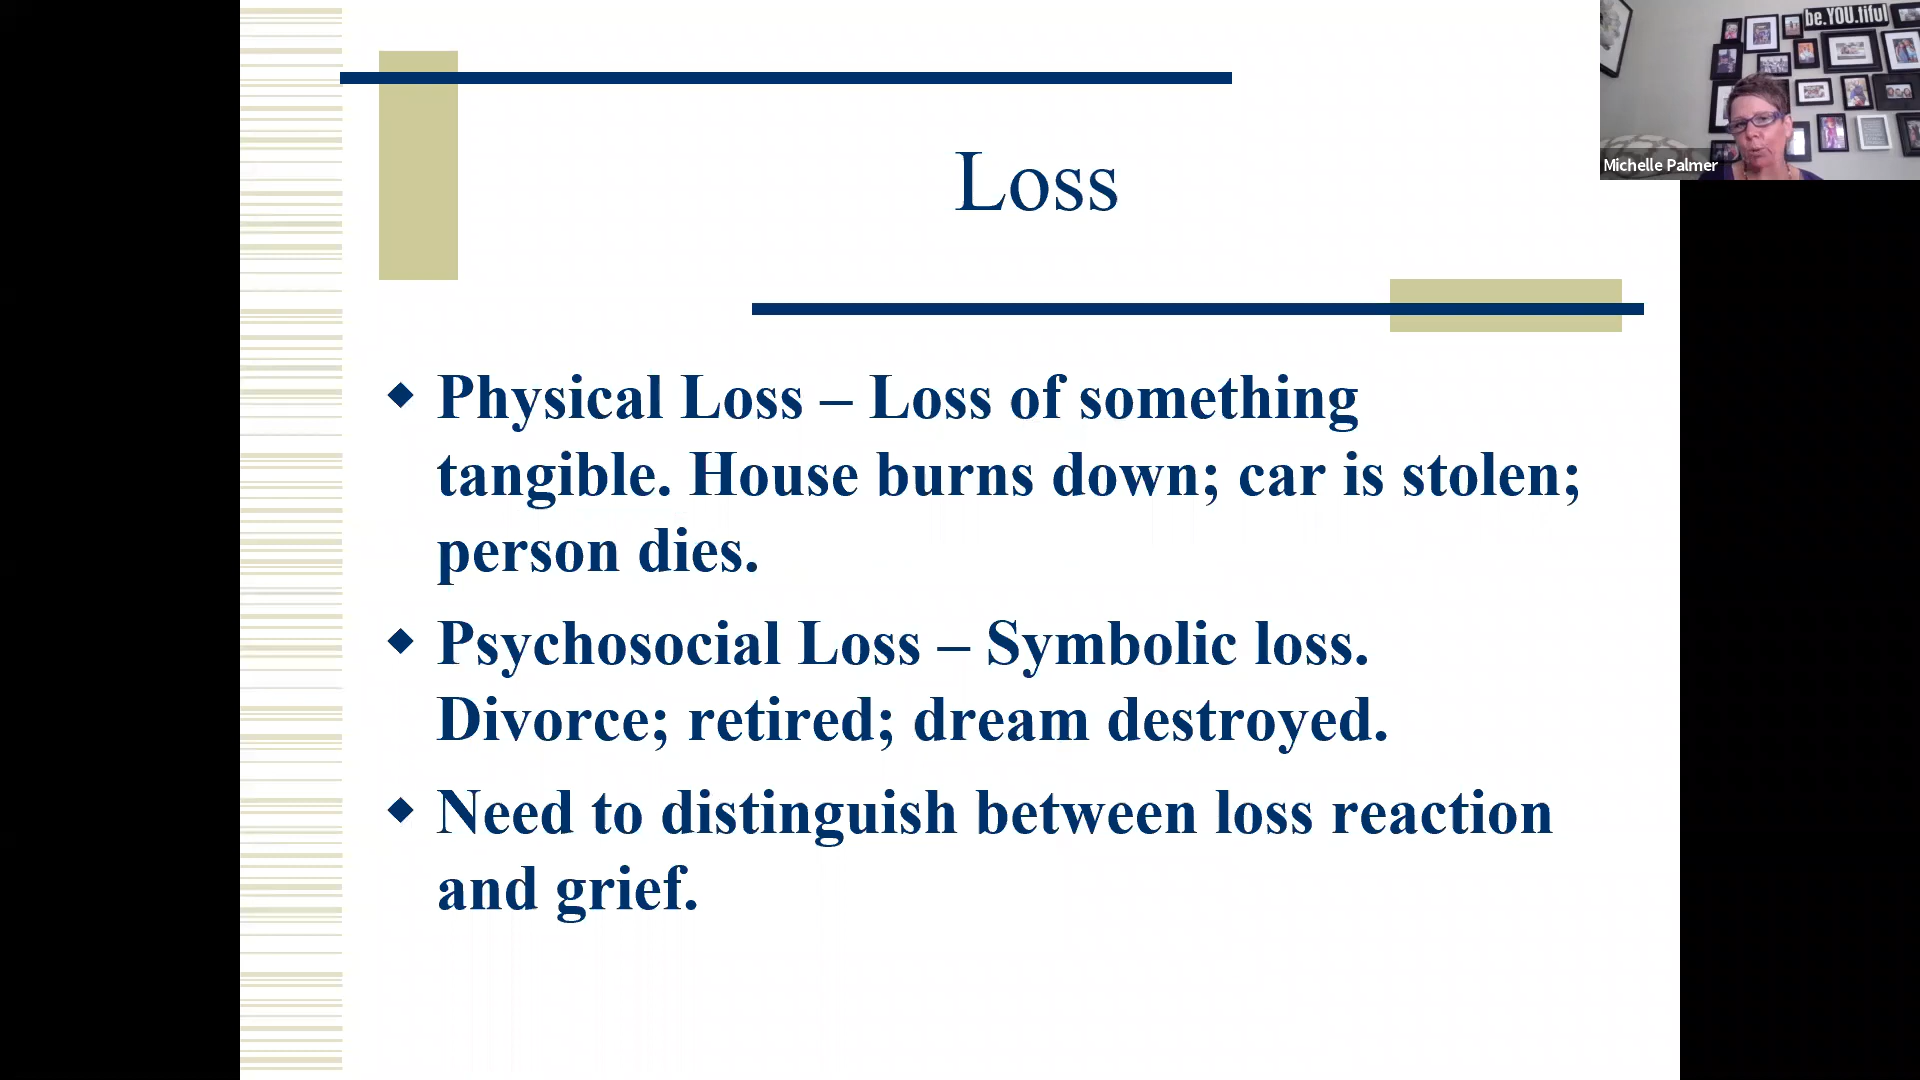 be.YOU.tiful
Michelle Palmer
Loss
Physical Loss – Loss of something
tangible. House burns down; car is stolen;
person dies.
Psychosocial Loss – Symbolic loss.
Divorce; retired; dream destroyed.
Need to distinguish between loss reaction
and grief.